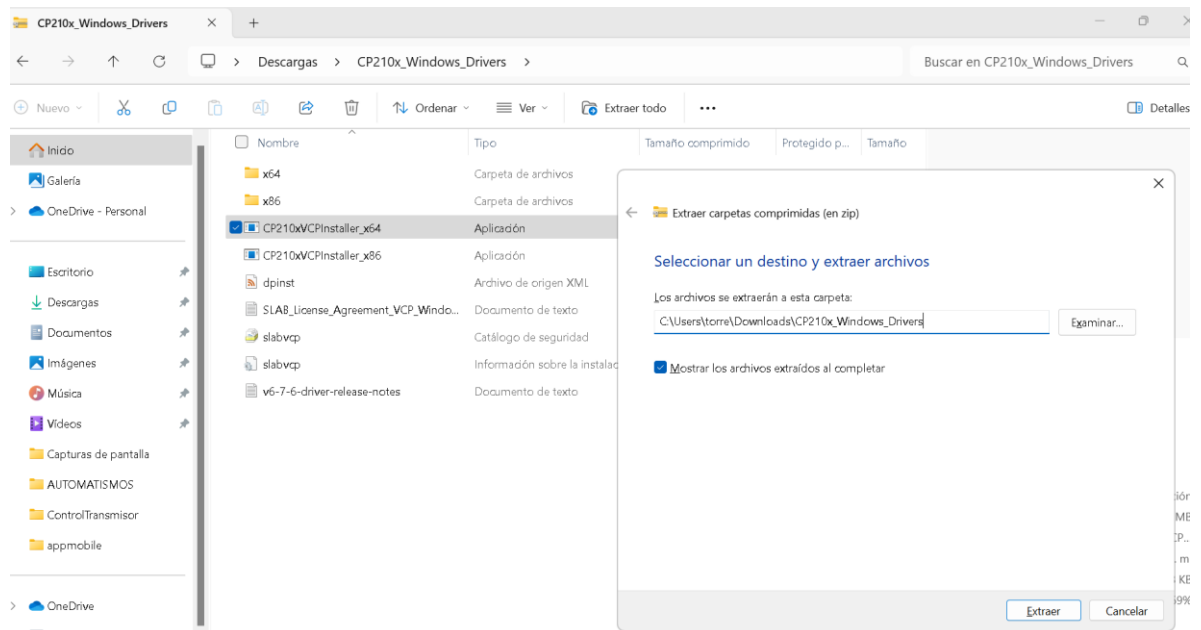 CP210x_Windows_Drivers
Descargas > CP210x_Windows_Drivers >
Buscar en CP210x_Windows_Drivers
Nuevo
Ordenar
Ver
Extraer todo
Detalles
Inicio
Galería
OneDrive - Personal
Escritorio
Descargas
Documentos
Imágenes
Música
Vídeos
Capturas de pantalla
AUTOMATISMOS
ControlTransmisor
appmobile
OneDrive
Nombre Tipo Tamaño comprimido Protegido p... Tamaño
x64 Carpeta de archivos
x86 Carpeta de archivos
CP210xVCPInstaller_x64 Aplicación
CP210xVCPInstaller_x86 Aplicación
dpinst Archivo de origen XML
SLAB_License_Agreement_VCP_Windo... Documento de texto
slabvcp Catálogo de seguridad
slabvcp Información sobre la instalac
v6-7-6-driver-release-notes Documento de texto
Extraer carpetas comprimidas (en zip)
Seleccionar un destino y extraer archivos
Los archivos se extraerán a esta carpeta:
C:\Users\torre\Downloads\CP210x_Windows_Drivers
Examinar...
Mostrar los archivos extraídos al completar
Extraer
Cancelar